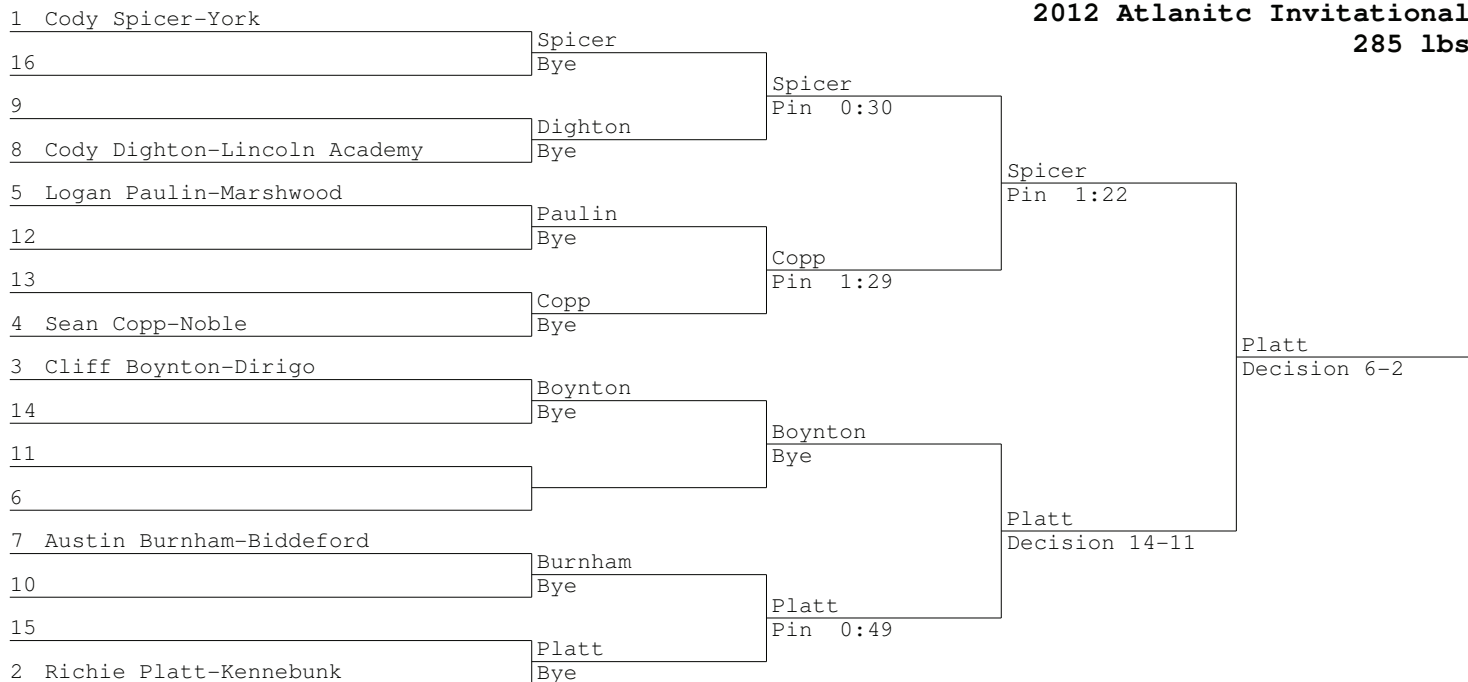 2012 Atlanitc Invitational
285 lbs
1 Cody Spicer-York
16
9
8 Cody Dighton-Lincoln Academy
5 Logan Paulin-Marshwood
12
13
4 Sean Copp-Noble
3 Cliff Boynton-Dirigo
14
11
6
7 Austin Burnham-Biddeford
10
15
2 Richie Platt-Kennebunk
Spicer
Bye
Dighton
Bye
Paulin
Bye
Copp
Bye
Boynton
Bye
Burnham
Bye
Platt
Bye
Spicer
Pin 0:30
Copp
Pin 1:29
Boynton
Bye
Platt
Pin 0:49
Spicer
Pin 1:22
Platt
Decision 14-11
Platt
Decision 6-2